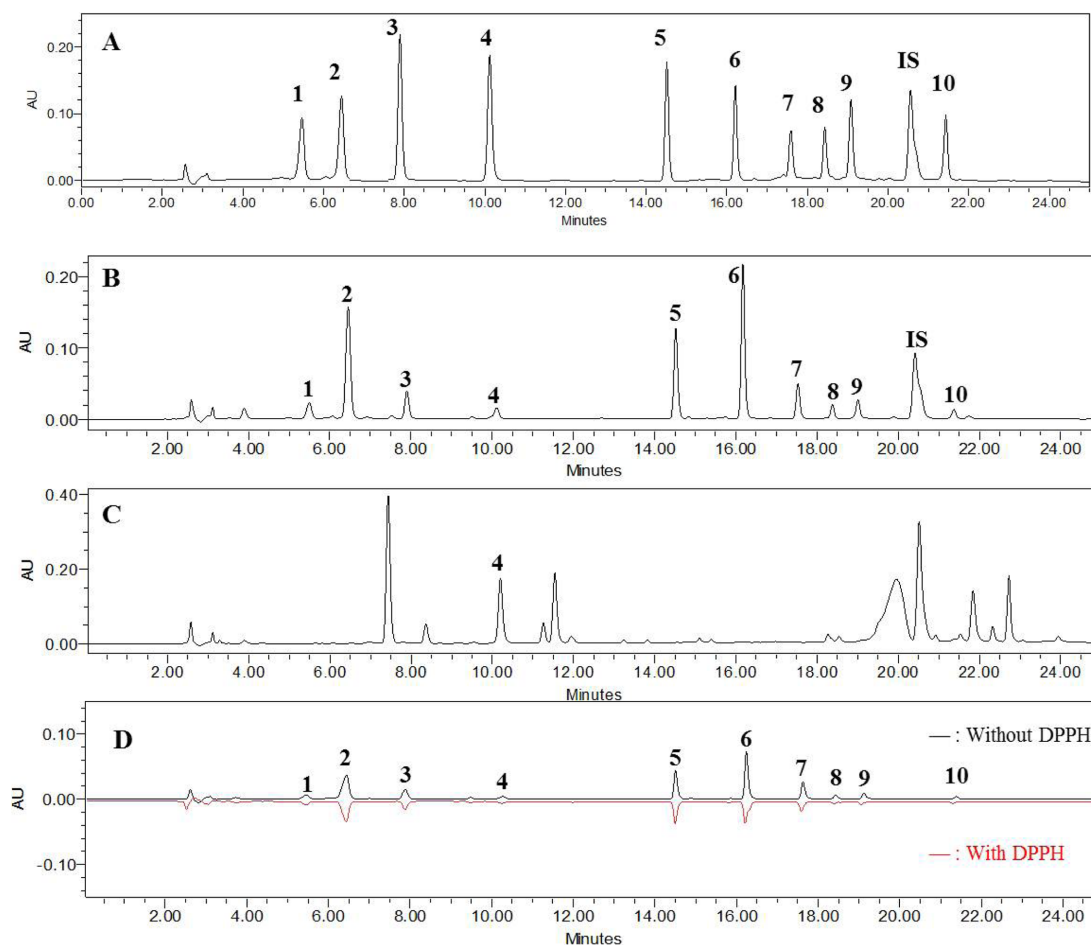 A
1 2 3 4 5 6 7 8 9 IS 10
AU
0.20
0.10
0.00
0.00 2.00 4.00 6.00 8.00 10.00 12.00 14.00 16.00 18.00 20.00 22.00 24.00
Minutes
B
1 2 3 4 5 6 7 8 9 IS 10
AU
0.20
0.10
0.00
2.00 4.00 6.00 8.00 10.00 12.00 14.00 16.00 18.00 20.00 22.00 24.00
Minutes
C
4
AU
0.40
0.20
0.00
2.00 4.00 6.00 8.00 10.00 12.00 14.00 16.00 18.00 20.00 22.00 24.00
Minutes
D
1 2 3 4 5 6 7 8 9 10
— : Without DPPH
— : With DPPH
AU
0.10
0.00
-0.10
2.00 4.00 6.00 8.00 10.00 12.00 14.00 16.00 18.00 20.00 22.00 24.00
Minutes